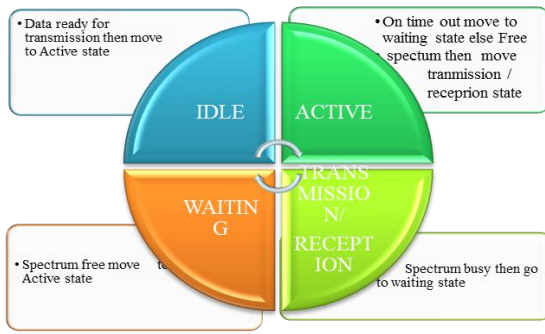 • Data ready for
transmission then move
to Active state
• On time out move to
waiting state else Free
spectum then move
tranmission /
reception state
IDLE
ACTIVE
WAITIN
G
TRANS
MISSIO
N/
RECEPT
ION
• Spectrum free move to
Active state
Spectrum busy then go
to waiting state